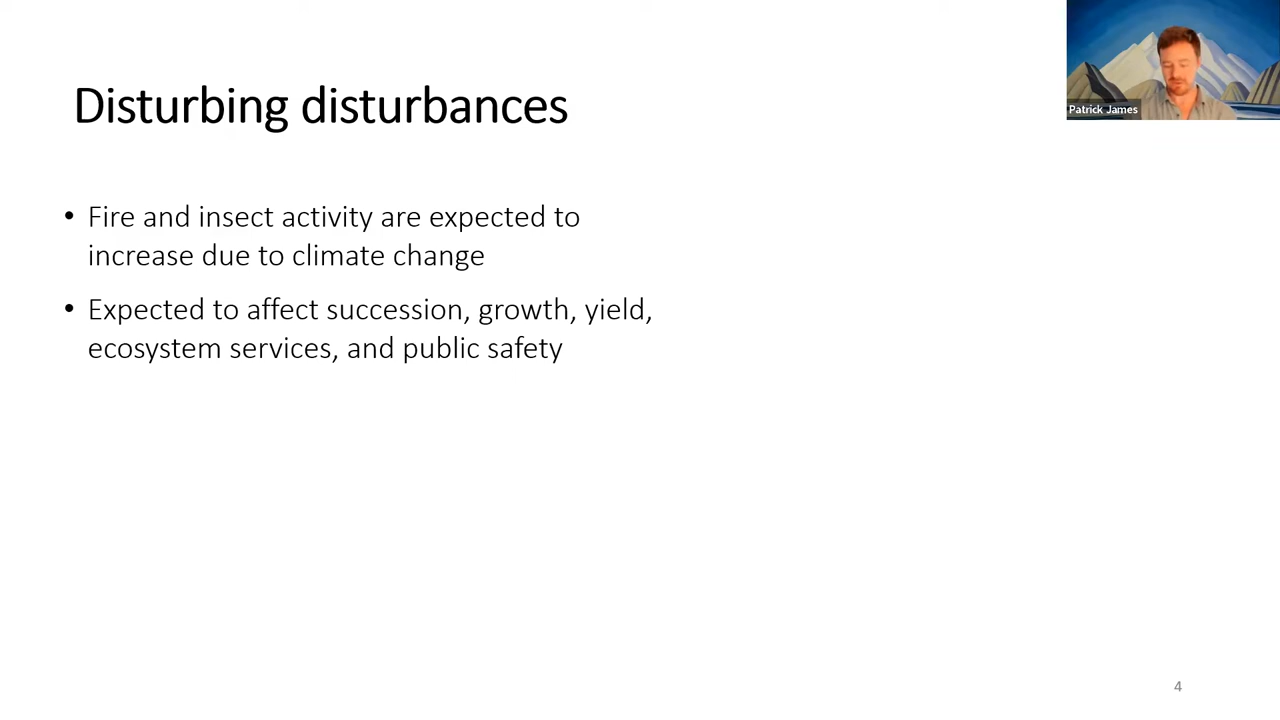 Disturbing disturbances
Patrick James
• Fire and insect activity are expected to
increase due to climate change
• Expected to affect succession, growth, yield,
ecosystem services, and public safety
4